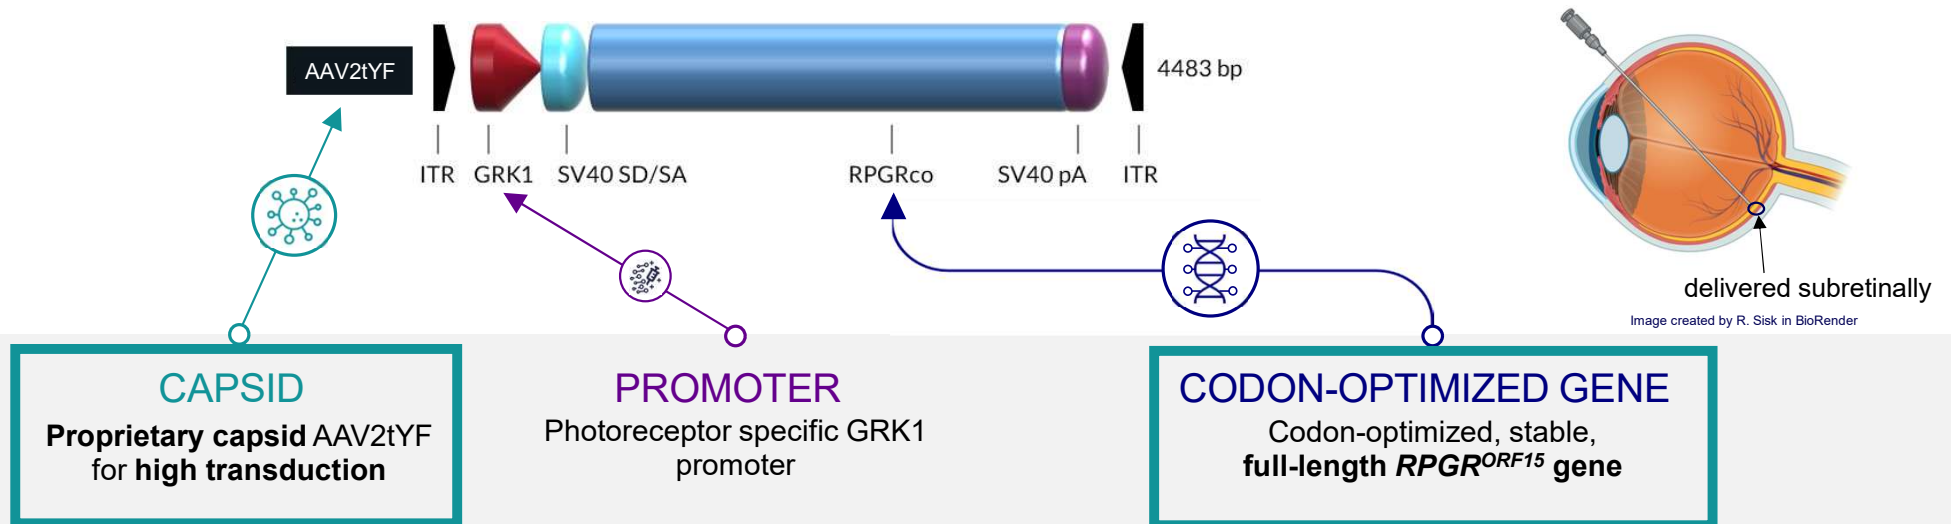 AAV2tYF
4483 bp
ITR GRK1 SV40 SD/SA RPGRco SV40 pA ITR
delivered subretinally
Image created by R. Sisk in BioRender
CAPSID
Proprietary capsid AAV2tYF
for high transduction
PROMOTER
Photoreceptor specific GRK1
promoter
CODON-OPTIMIZED GENE
Codon-optimized, stable,
full-length RPGR^ORF15 gene